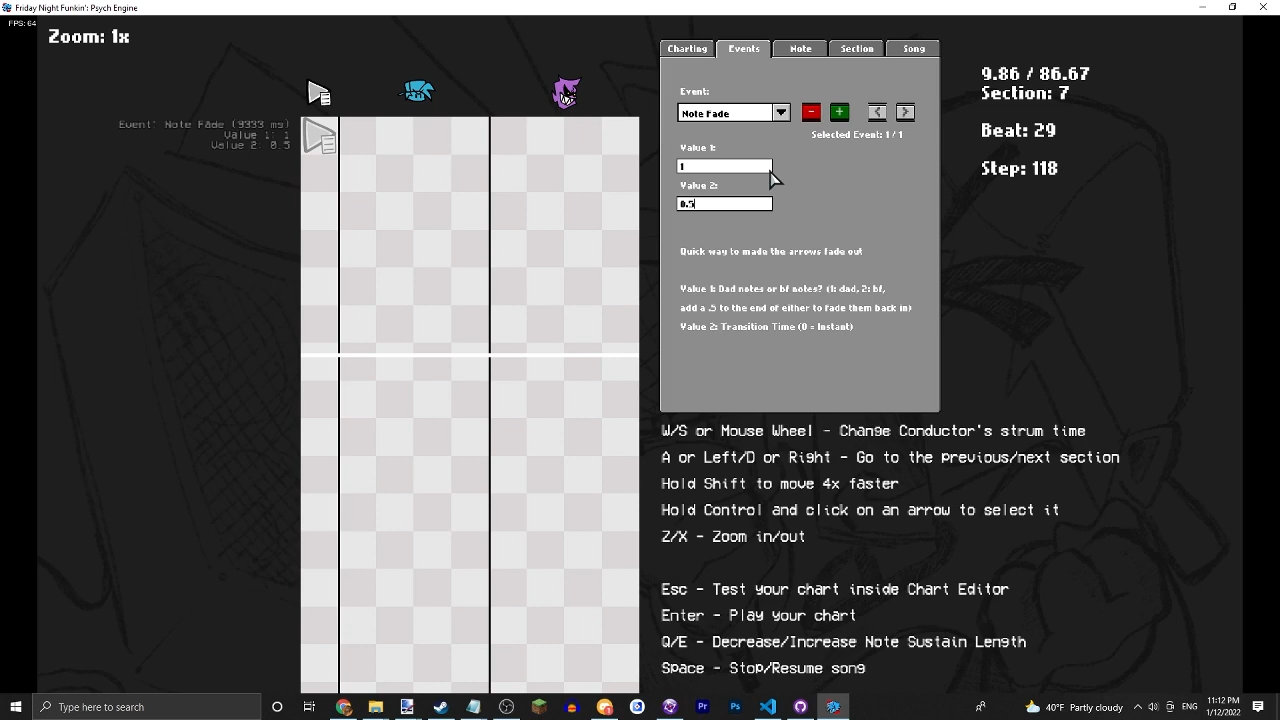 Friday Night Funkin': Psych Engine
FPS: 64
Zoom: 1x
Event: Note Fade (9333 ms)
Value 1: 1
Value 2: 0.5
Charting
Events
Note
Section
Song
Event:
Note Fade
-
+
<
>
Selected Event: 1 / 1
Value 1:
1
Value 2:
0.5
Quick way to made the arrows fade out
Value 1: Dad notes or bf notes? (1: dad, 2: bf,
add a .5 to the end of either to fade them back in)
Value 2: Transition Time (0 = Instant)
9.86 / 86.67
Section: 7
Beat: 29
Step: 118
W/S or Mouse Wheel - Change Conductor's strum time
A or Left/D or Right - Go to the previous/next section
Hold Shift to move 4x faster
Hold Control and click on an arrow to select it
Z/X - Zoom in/out
Esc - Test your chart inside Chart Editor
Enter - Play your chart
Q/E - Decrease/Increase Note Sustain Length
Space - Stop/Resume song
Type here to search
Pr
Ps
40°F Partly cloudy
ENG
11:12 PM
1/12/2022